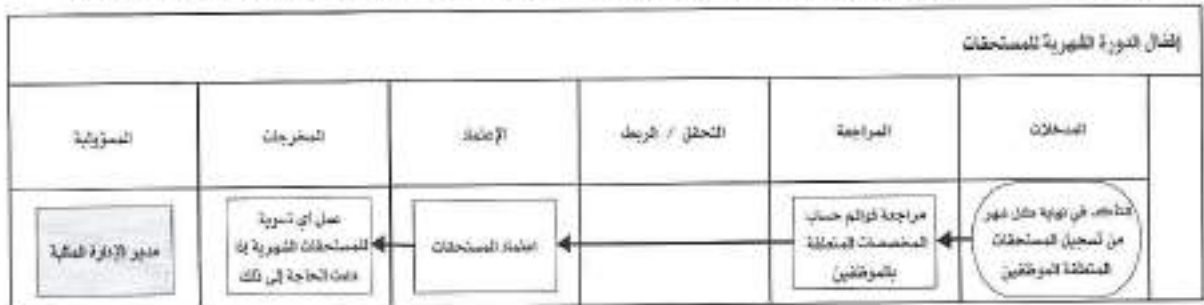 إقفال الدورة الشهرية للمستحقات
المدخلات
المراجعة
التحقق / الربط
الإعتماد
المخرجات
المسؤولية
التأكد في نهاية كل شهر
من تسجيل المستحقات
المتعلقة الموظفين
مراجعة قوائم حساب
المخصصات المتعلقة
بالموظفين
اعتماد المستحقات
عمل أي تسوية
للمستحقات الشهرية إذا
دعت الحاجة إلى ذلك
مدير الإدارة المالية